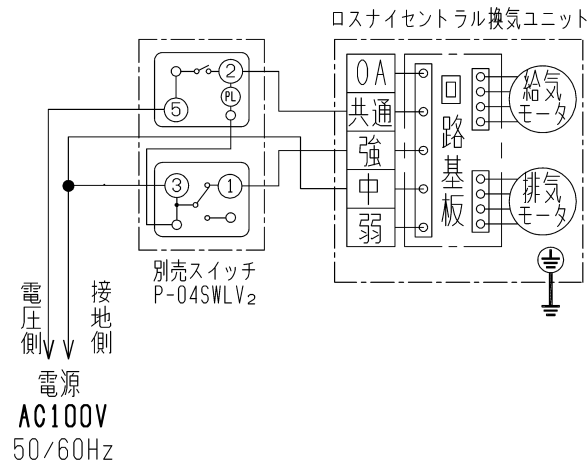 ロスナイセントラル換気ユニット
2
PL
5
3
1
OA
共通
強
中
弱
回路基板
給気
モータ
排気
モータ
別売スイッチ
P-04SWLV2
電圧側
接地側
電源
AC100V
50/60Hz